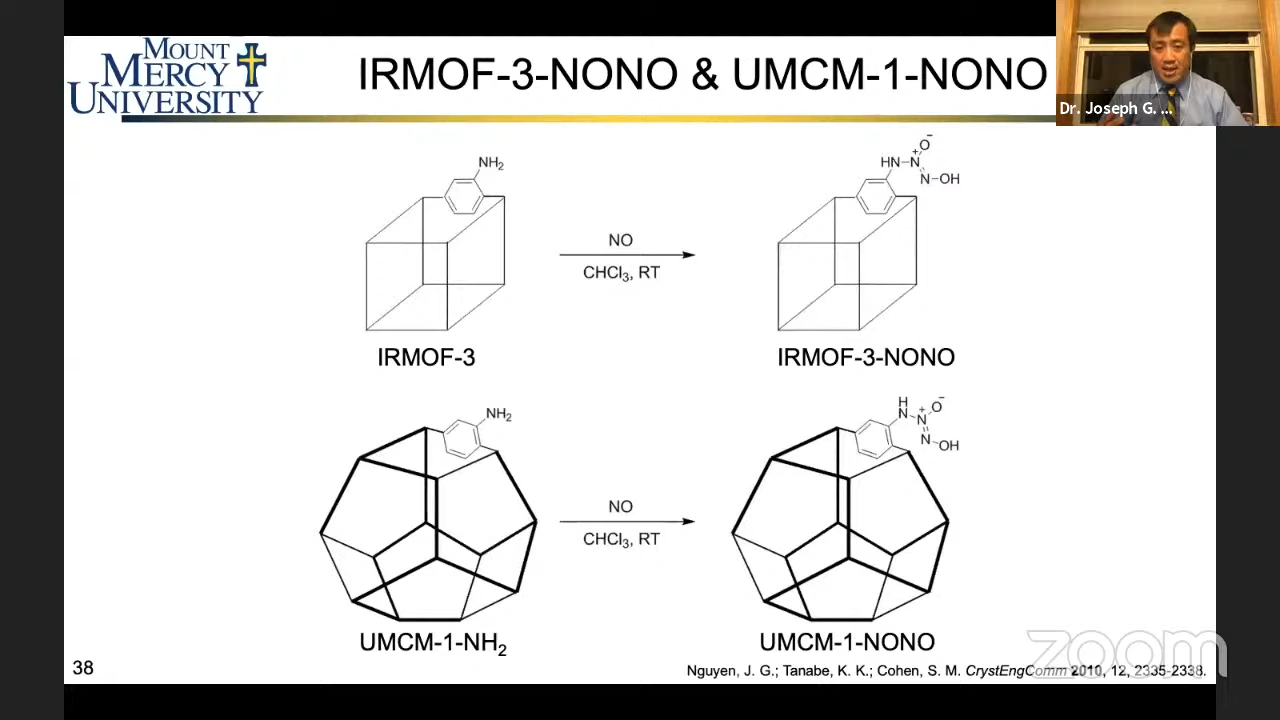 MOUNT
MERCY
UNIVERSITY
IRMOF-3-NONO & UMCM-1-NONO
Dr. Joseph G. ...
NH₂
HN-N⁺
O⁻
N-OH
NO
CHCl₃, RT
IRMOF-3
IRMOF-3-NONO
NH₂
H
N
N⁺
O⁻
N
OH
NO
CHCl₃, RT
UMCM-1-NH₂
UMCM-1-NONO
zoom
38
Nguyen, J. G.; Tanabe, K. K.; Cohen, S. M. CrystEngComm 2010, 12, 2335-2338.